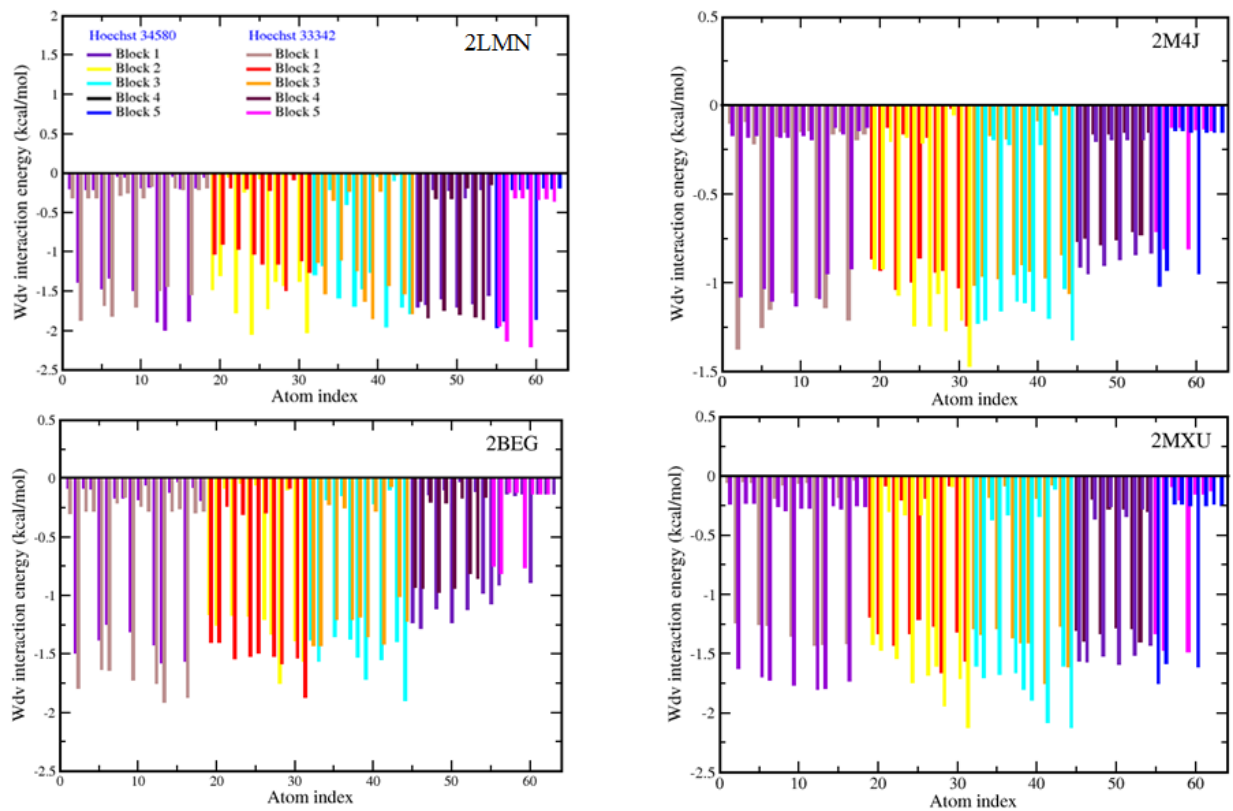 2
1.5
1
0.5
0
-0.5
-1
-1.5
-2
-2.5
Wdv interaction energy (kcal/mol)
Hoechst 34580 Hoechst 33342
Block 1 Block 1
Block 2 Block 2
Block 3 Block 3
Block 4 Block 4
Block 5 Block 5
2LMN
0 10 20 30 40 50 60
Atom index
0.5
0
-0.5
-1
-1.5
Wdv interaction energy (kcal/mol)
2M4J
0 10 20 30 40 50 60
Atom index
0.5
0
-0.5
-1
-1.5
-2
-2.5
Wdv interaction energy (kcal/mol)
2BEG
0 10 20 30 40 50 60
Atom index
0.5
0
-0.5
-1
-1.5
-2
-2.5
Wdv interaction energy (kcal/mol)
2MXU
0 10 20 30 40 50 60
Atom index